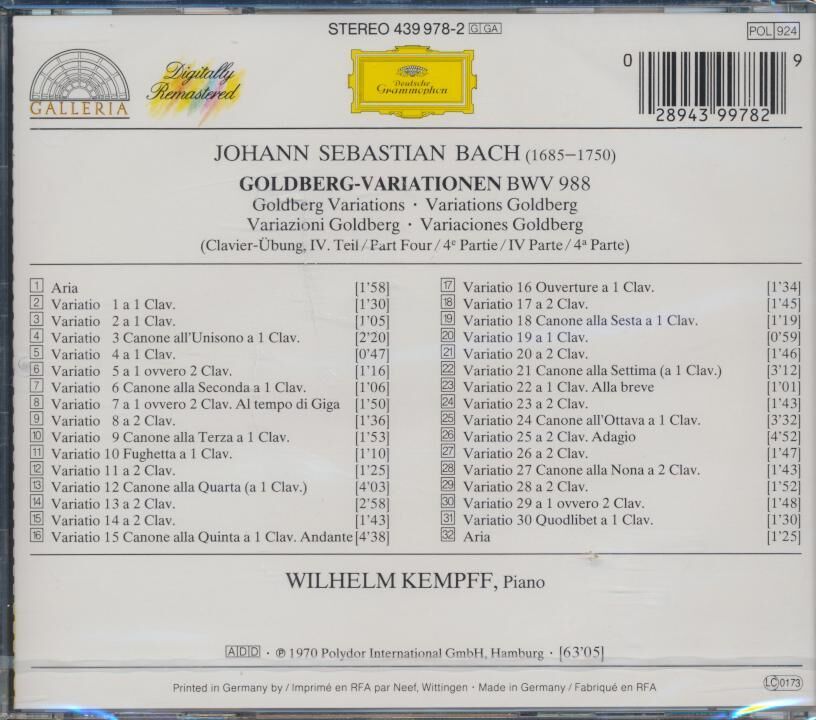 STEREO 439 978-2 G GA
POL 924
GALLERIA
Digitally
Remastered
Deutsche
Grammophon
0 28943 99782 9
JOHANN SEBASTIAN BACH (1685–1750)
GOLDBERG-VARIATIONEN BWV 988
Goldberg Variations · Variations Goldberg
Variazioni Goldberg · Variaciones Goldberg
(Clavier-Übung, IV. Teil / Part Four / 4e Partie / IV Parte / 4a Parte)
1 Aria [1'58]
2 Variatio 1 a 1 Clav. [1'30]
3 Variatio 2 a 1 Clav. [1'05]
4 Variatio 3 Canone all'Unisono a 1 Clav. [2'20]
5 Variatio 4 a 1 Clav. [0'47]
6 Variatio 5 a 1 ovvero 2 Clav. [1'16]
7 Variatio 6 Canone alla Seconda a 1 Clav. [1'06]
8 Variatio 7 a 1 ovvero 2 Clav. Al tempo di Giga [1'50]
9 Variatio 8 a 2 Clav. [1'36]
10 Variatio 9 Canone alla Terza a 1 Clav. [1'53]
11 Variatio 10 Fughetta a 1 Clav. [1'10]
12 Variatio 11 a 2 Clav. [1'25]
13 Variatio 12 Canone alla Quarta (a 1 Clav.) [4'03]
14 Variatio 13 a 2 Clav. [2'58]
15 Variatio 14 a 2 Clav. [1'43]
16 Variatio 15 Canone alla Quinta a 1 Clav. Andante [4'38]
17 Variatio 16 Ouverture a 1 Clav. [1'34]
18 Variatio 17 a 2 Clav. [1'45]
19 Variatio 18 Canone alla Sesta a 1 Clav. [1'19]
20 Variatio 19 a 1 Clav. [0'59]
21 Variatio 20 a 2 Clav. [1'46]
22 Variatio 21 Canone alla Settima (a 1 Clav.) [3'12]
23 Variatio 22 a 1 Clav. Alla breve [1'01]
24 Variatio 23 a 2 Clav. [1'43]
25 Variatio 24 Canone all'Ottava a 1 Clav. [3'32]
26 Variatio 25 a 2 Clav. Adagio [4'52]
27 Variatio 26 a 2 Clav. [1'47]
28 Variatio 27 Canone alla Nona a 2 Clav. [1'43]
29 Variatio 28 a 2 Clav. [1'52]
30 Variatio 29 a 1 ovvero 2 Clav. [1'48]
31 Variatio 30 Quodlibet a 1 Clav. [1'30]
32 Aria [1'25]
WILHELM KEMPFF, Piano
ADD · ℗ 1970 Polydor International GmbH, Hamburg · [63'05]
Printed in Germany by / Imprimé en RFA par Neef, Wittingen · Made in Germany / Fabriqué en RFA
LC 0173